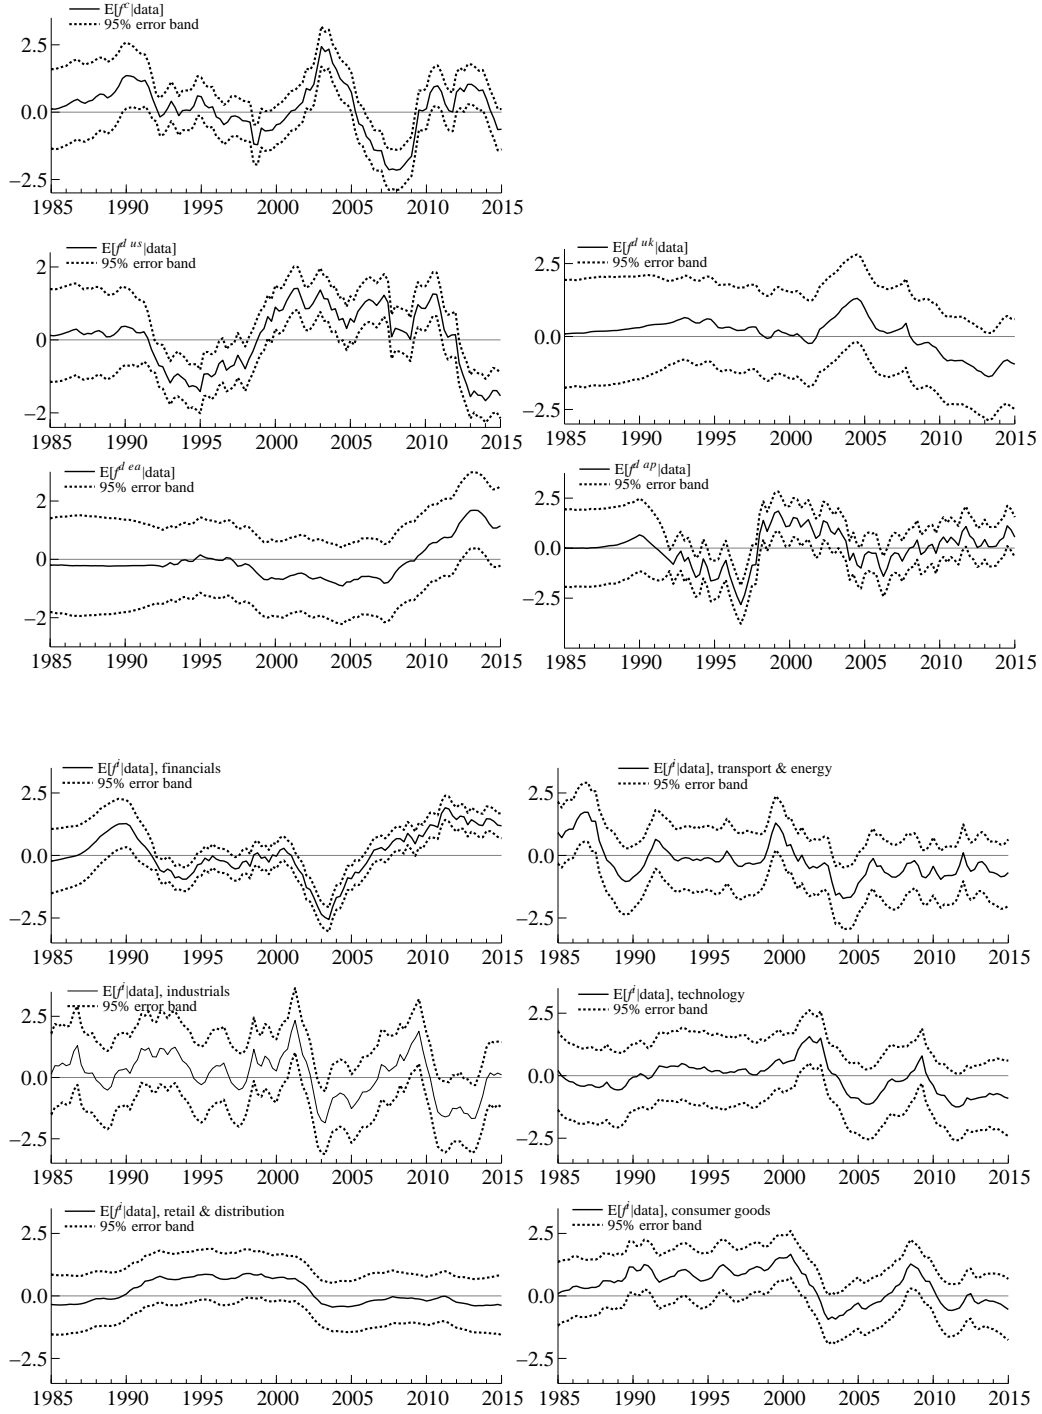 E[f^c|data]
95% error band
2.5
0.0
−2.5
1985 1990 1995 2000 2005 2010 2015
E[f^{d us}|data]
95% error band
2
0
−2
1985 1990 1995 2000 2005 2010 2015
E[f^{d uk}|data]
95% error band
2.5
0.0
−2.5
1985 1990 1995 2000 2005 2010 2015
E[f^{d ea}|data]
95% error band
2
0
−2
1985 1990 1995 2000 2005 2010 2015
E[f^{d ap}|data]
95% error band
2.5
0.0
−2.5
1985 1990 1995 2000 2005 2010 2015
E[f^i|data], financials
95% error band
2.5
0.0
−2.5
1985 1990 1995 2000 2005 2010 2015
E[f^i|data], transport & energy
95% error band
2.5
0.0
−2.5
1985 1990 1995 2000 2005 2010 2015
E[f^i|data], industrials
95% error band
2.5
0.0
−2.5
1985 1990 1995 2000 2005 2010 2015
E[f^i|data], technology
95% error band
2.5
0.0
−2.5
1985 1990 1995 2000 2005 2010 2015
E[f^i|data], retail & distribution
95% error band
2.5
0.0
−2.5
1985 1990 1995 2000 2005 2010 2015
E[f^i|data], consumer goods
95% error band
2.5
0.0
−2.5
1985 1990 1995 2000 2005 2010 2015